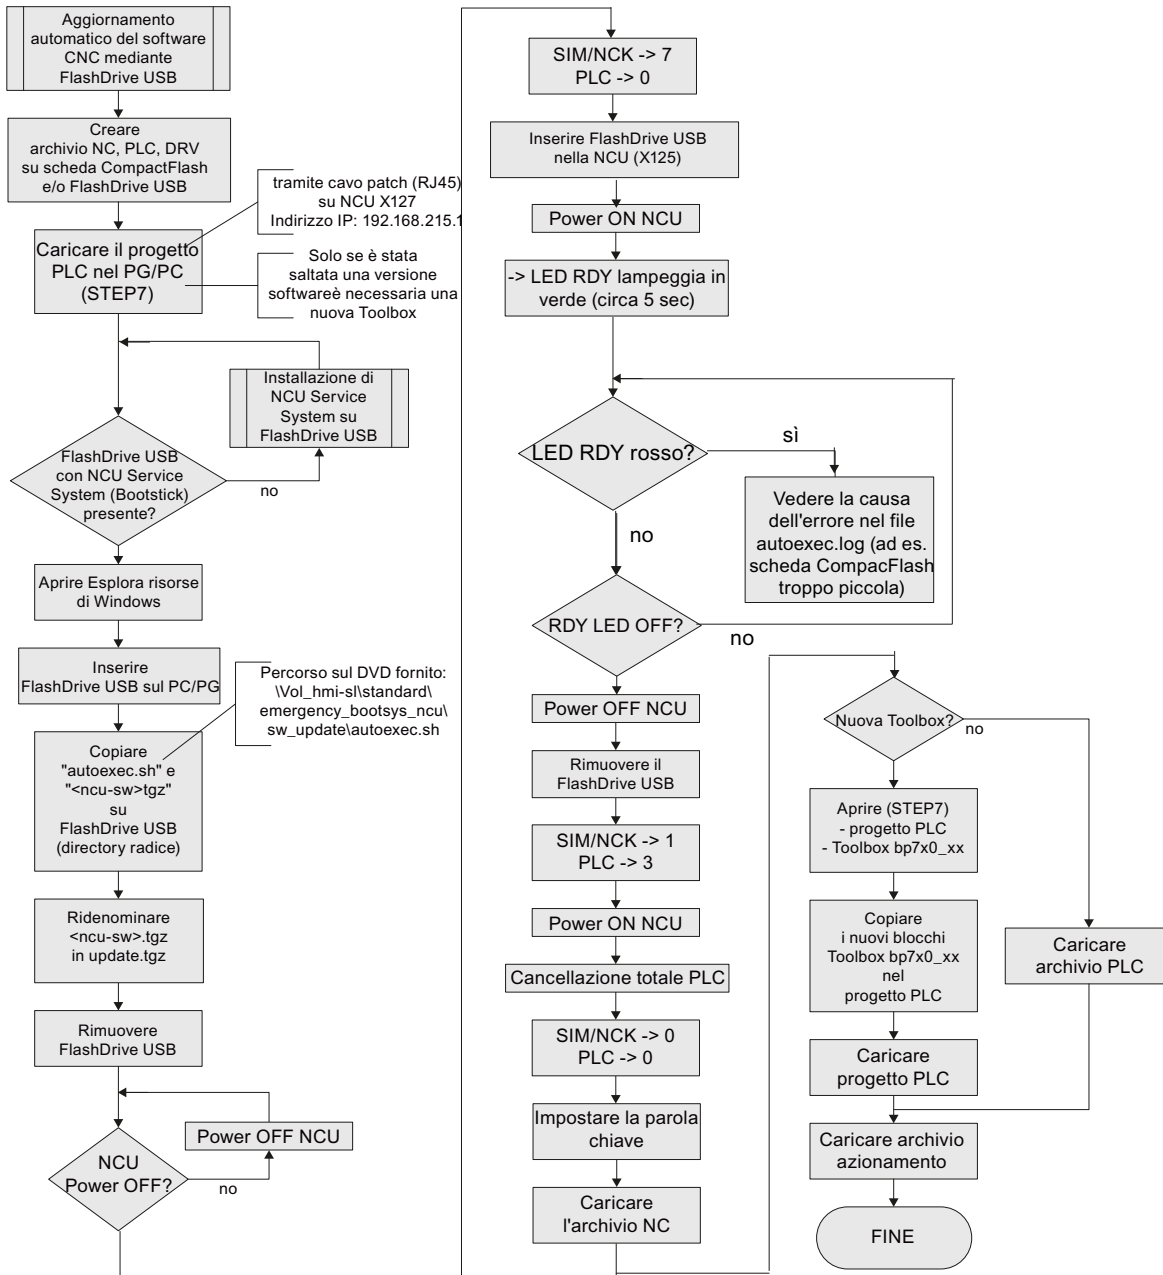 Aggiornamento
automatico del software
CNC mediante
FlashDrive USB
Creare
archivio NC, PLC, DRV
su scheda CompactFlash
e/o FlashDrive USB
tramite cavo patch (RJ45)
su NCU X127
Indirizzo IP: 192.168.215.1
Caricare il progetto
PLC nel PG/PC
(STEP7)
Solo se è stata
saltata una versione
softwareè necessaria una
nuova Toolbox
Installazione di
NCU Service
System su
FlashDrive USB
FlashDrive USB
con NCU Service
System (Bootstick)
presente?
no
Aprire Esplora risorse
di Windows
Inserire
FlashDrive USB sul PC/PG
Percorso sul DVD fornito:
\Vol_hmi-sl\standard\
emergency_bootsys_ncu\
sw_update\autoexec.sh
Copiare
"autoexec.sh" e
"<ncu-sw>tgz"
su
FlashDrive USB
(directory radice)
Ridenominare
<ncu-sw>.tgz
in update.tgz
Rimuovere
FlashDrive USB
Power OFF NCU
NCU
Power OFF?
no
SIM/NCK -> 7
PLC -> 0
Inserire FlashDrive USB
nella NCU (X125)
Power ON NCU
-> LED RDY lampeggia in
verde (circa 5 sec)
LED RDY rosso?
sì
Vedere la causa
dell'errore nel file
autoexec.log (ad es.
scheda CompacFlash
troppo piccola)
no
RDY LED OFF?
no
Power OFF NCU
Rimuovere il
FlashDrive USB
SIM/NCK -> 1
PLC -> 3
Power ON NCU
Cancellazione totale PLC
SIM/NCK -> 0
PLC -> 0
Impostare la parola
chiave
Caricare
l'archivio NC
Nuova Toolbox?
no
Aprire (STEP7)
- progetto PLC
- Toolbox bp7x0_xx
Copiare
i nuovi blocchi
Toolbox bp7x0_xx
nel
progetto PLC
Caricare
archivio PLC
Caricare
progetto PLC
Caricare archivio
azionamento
FINE